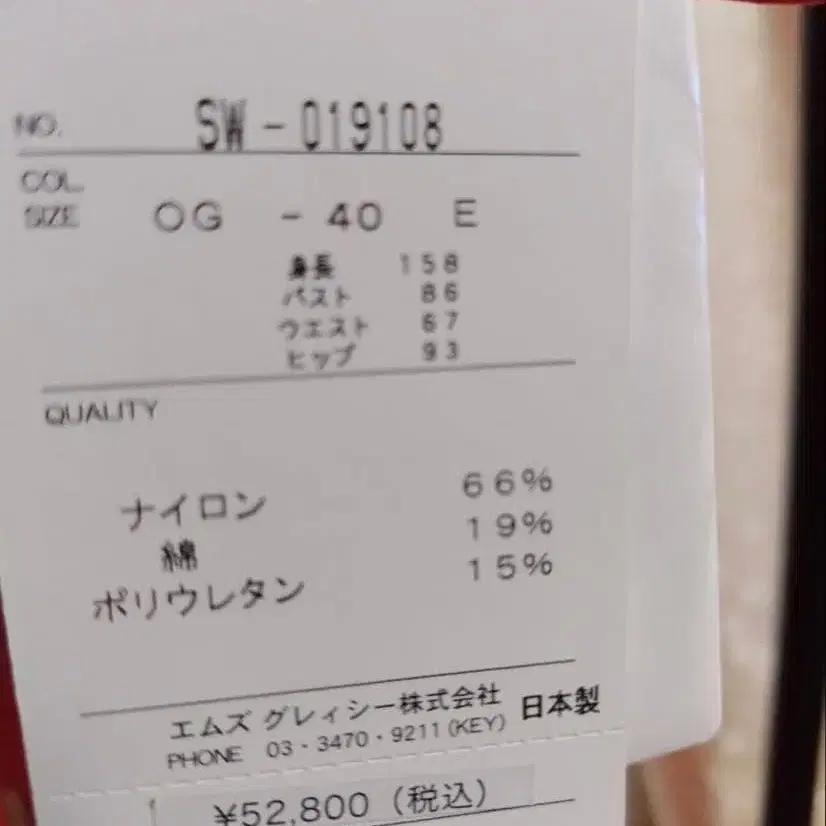 NO. SW-019108
COL.
SIZE OG - 40 E
身長 158
バスト 86
ウエスト 67
ヒップ 93
QUALITY
ナイロン 66%
綿 19%
ポリウレタン 15%
エムズ グレィシー株式会社 日本製
PHONE 03-3470・9211(KEY)
¥52,800 (税込)